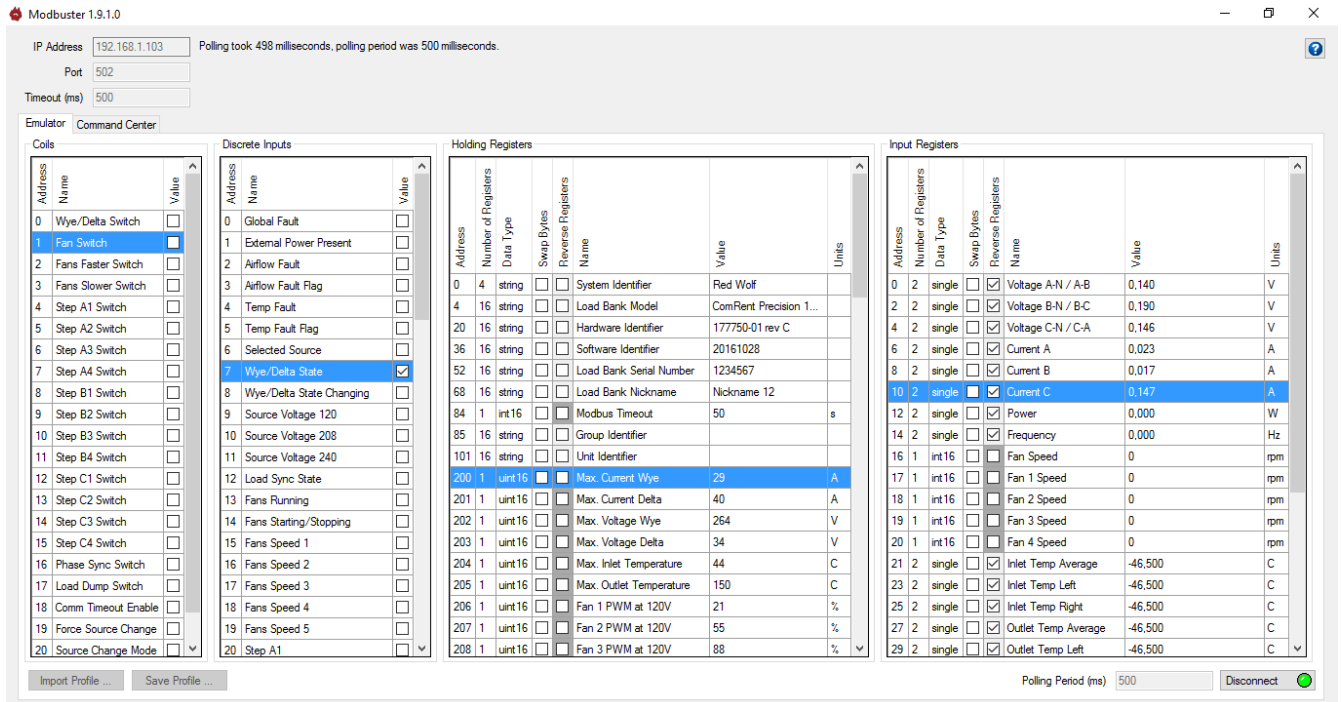 Modbuster 1.9.1.0
IP Address 192.168.1.103 Polling took 498 milliseconds, polling period was 500 milliseconds.
Port 502
Timeout (ms) 500
Emulator Command Center
Coils
Address Name Value
0 Wye/Delta Switch
1 Fan Switch
2 Fans Faster Switch
3 Fans Slower Switch
4 Step A1 Switch
5 Step A2 Switch
6 Step A3 Switch
7 Step A4 Switch
8 Step B1 Switch
9 Step B2 Switch
10 Step B3 Switch
11 Step B4 Switch
12 Step C1 Switch
13 Step C2 Switch
14 Step C3 Switch
15 Step C4 Switch
16 Phase Sync Switch
17 Load Dump Switch
18 Comm Timeout Enable
19 Force Source Change
20 Source Change Mode
Discrete Inputs
Address Name Value
0 Global Fault
1 External Power Present
2 Airflow Fault
3 Airflow Fault Flag
4 Temp Fault
5 Temp Fault Flag
6 Selected Source
7 Wye/Delta State
8 Wye/Delta State Changing
9 Source Voltage 120
10 Source Voltage 208
11 Source Voltage 240
12 Load Sync State
13 Fans Running
14 Fans Starting/Stopping
15 Fans Speed 1
16 Fans Speed 2
17 Fans Speed 3
18 Fans Speed 4
19 Fans Speed 5
20 Step A1
Holding Registers
Address Number of Registers Data Type Swap Bytes Reverse Registers Name Value Units
0 4 string System Identifier Red Wolf
4 16 string Load Bank Model ComRent Precision 1...
20 16 string Hardware Identifier 177750-01 rev C
36 16 string Software Identifier 20161028
52 16 string Load Bank Serial Number 1234567
68 16 string Load Bank Nickname Nickname 12
84 1 int16 Modbus Timeout 50 s
85 16 string Group Identifier
101 16 string Unit Identifier
200 1 uint16 Max. Current Wye 29 A
201 1 uint16 Max. Current Delta 40 A
202 1 uint16 Max. Voltage Wye 264 V
203 1 uint16 Max. Voltage Delta 34 V
204 1 uint16 Max. Inlet Temperature 44 C
205 1 uint16 Max. Outlet Temperature 150 C
206 1 uint16 Fan 1 PWM at 120V 21 %
207 1 uint16 Fan 2 PWM at 120V 55 %
208 1 uint16 Fan 3 PWM at 120V 88 %
Input Registers
Address Number of Registers Data Type Swap Bytes Reverse Registers Name Value Units
0 2 single Voltage A-N / A-B 0,140 V
2 2 single Voltage B-N / B-C 0,190 V
4 2 single Voltage C-N / C-A 0,146 V
6 2 single Current A 0,023 A
8 2 single Current B 0,017 A
10 2 single Current C 0,147 A
12 2 single Power 0,000 W
14 2 single Frequency 0,000 Hz
16 1 int16 Fan Speed 0 rpm
17 1 int16 Fan 1 Speed 0 rpm
18 1 int16 Fan 2 Speed 0 rpm
19 1 int16 Fan 3 Speed 0 rpm
20 1 int16 Fan 4 Speed 0 rpm
21 2 single Inlet Temp Average -46,500 C
23 2 single Inlet Temp Left -46,500 C
25 2 single Inlet Temp Right -46,500 C
27 2 single Outlet Temp Average -46,500 C
29 2 single Outlet Temp Left -46,500 C
Import Profile ... Save Profile ... Polling Period (ms) 500 Disconnect